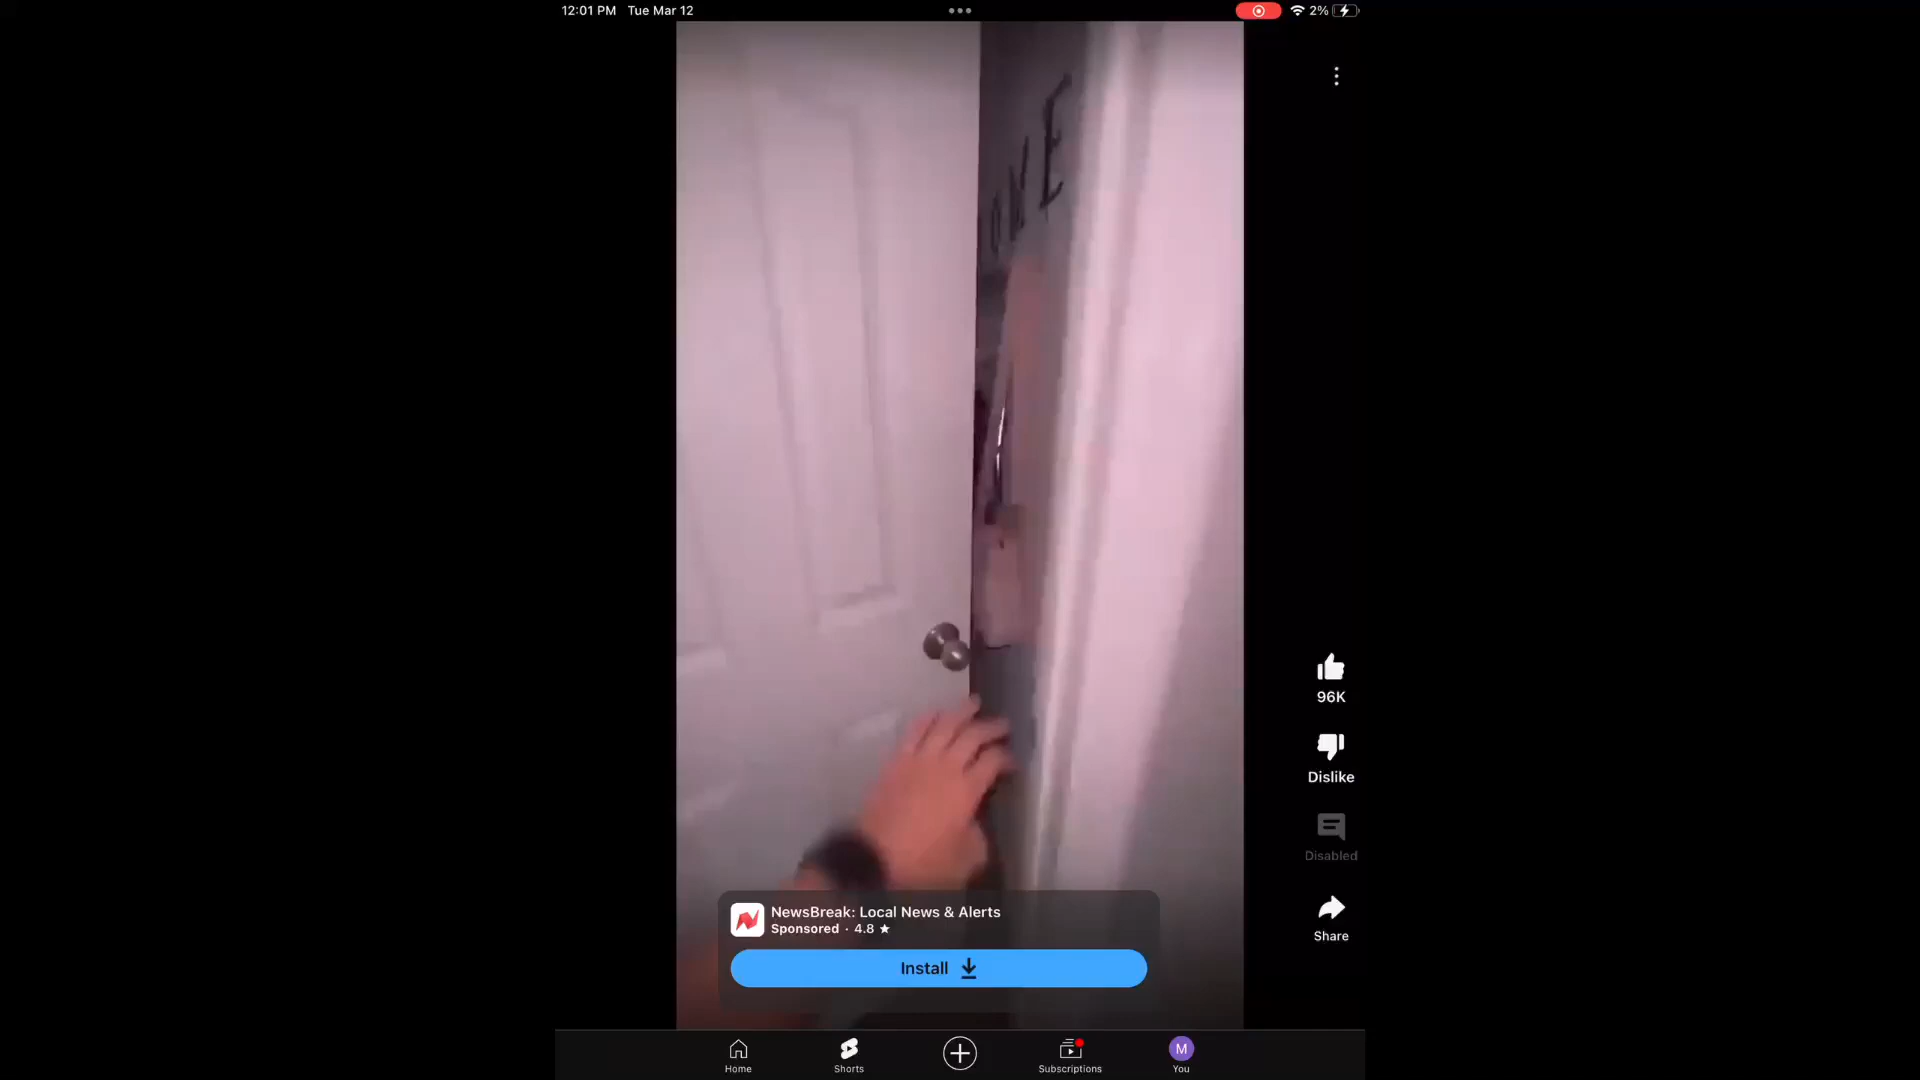 12:01 PM Tue Mar 12
2%
OWE
96K
Dislike
Disabled
Share
NewsBreak: Local News & Alerts
Sponsored · 4.8 ★
Install
Home
Shorts
Subscriptions
M
You